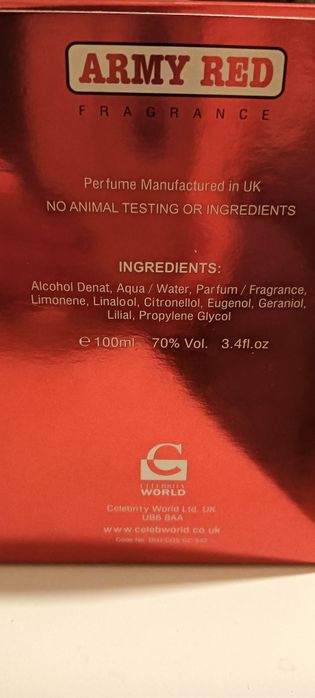 ARMY RED
FRAGRANCE
Perfume Manufactured in UK
NO ANIMAL TESTING OR INGREDIENTS
INGREDIENTS:
Alcohol Denat, Aqua / Water, Parfum / Fragrance,
Limonene, Linalool, Citronellol, Eugenol, Geraniol,
Lilial, Propylene Glycol
℮ 100ml 70% Vol. 3.4fl.oz
C
CELEBRITY
WORLD
Celebrity World Ltd. UK
UB6 8AA
www.celebworld.co.uk
Code No.